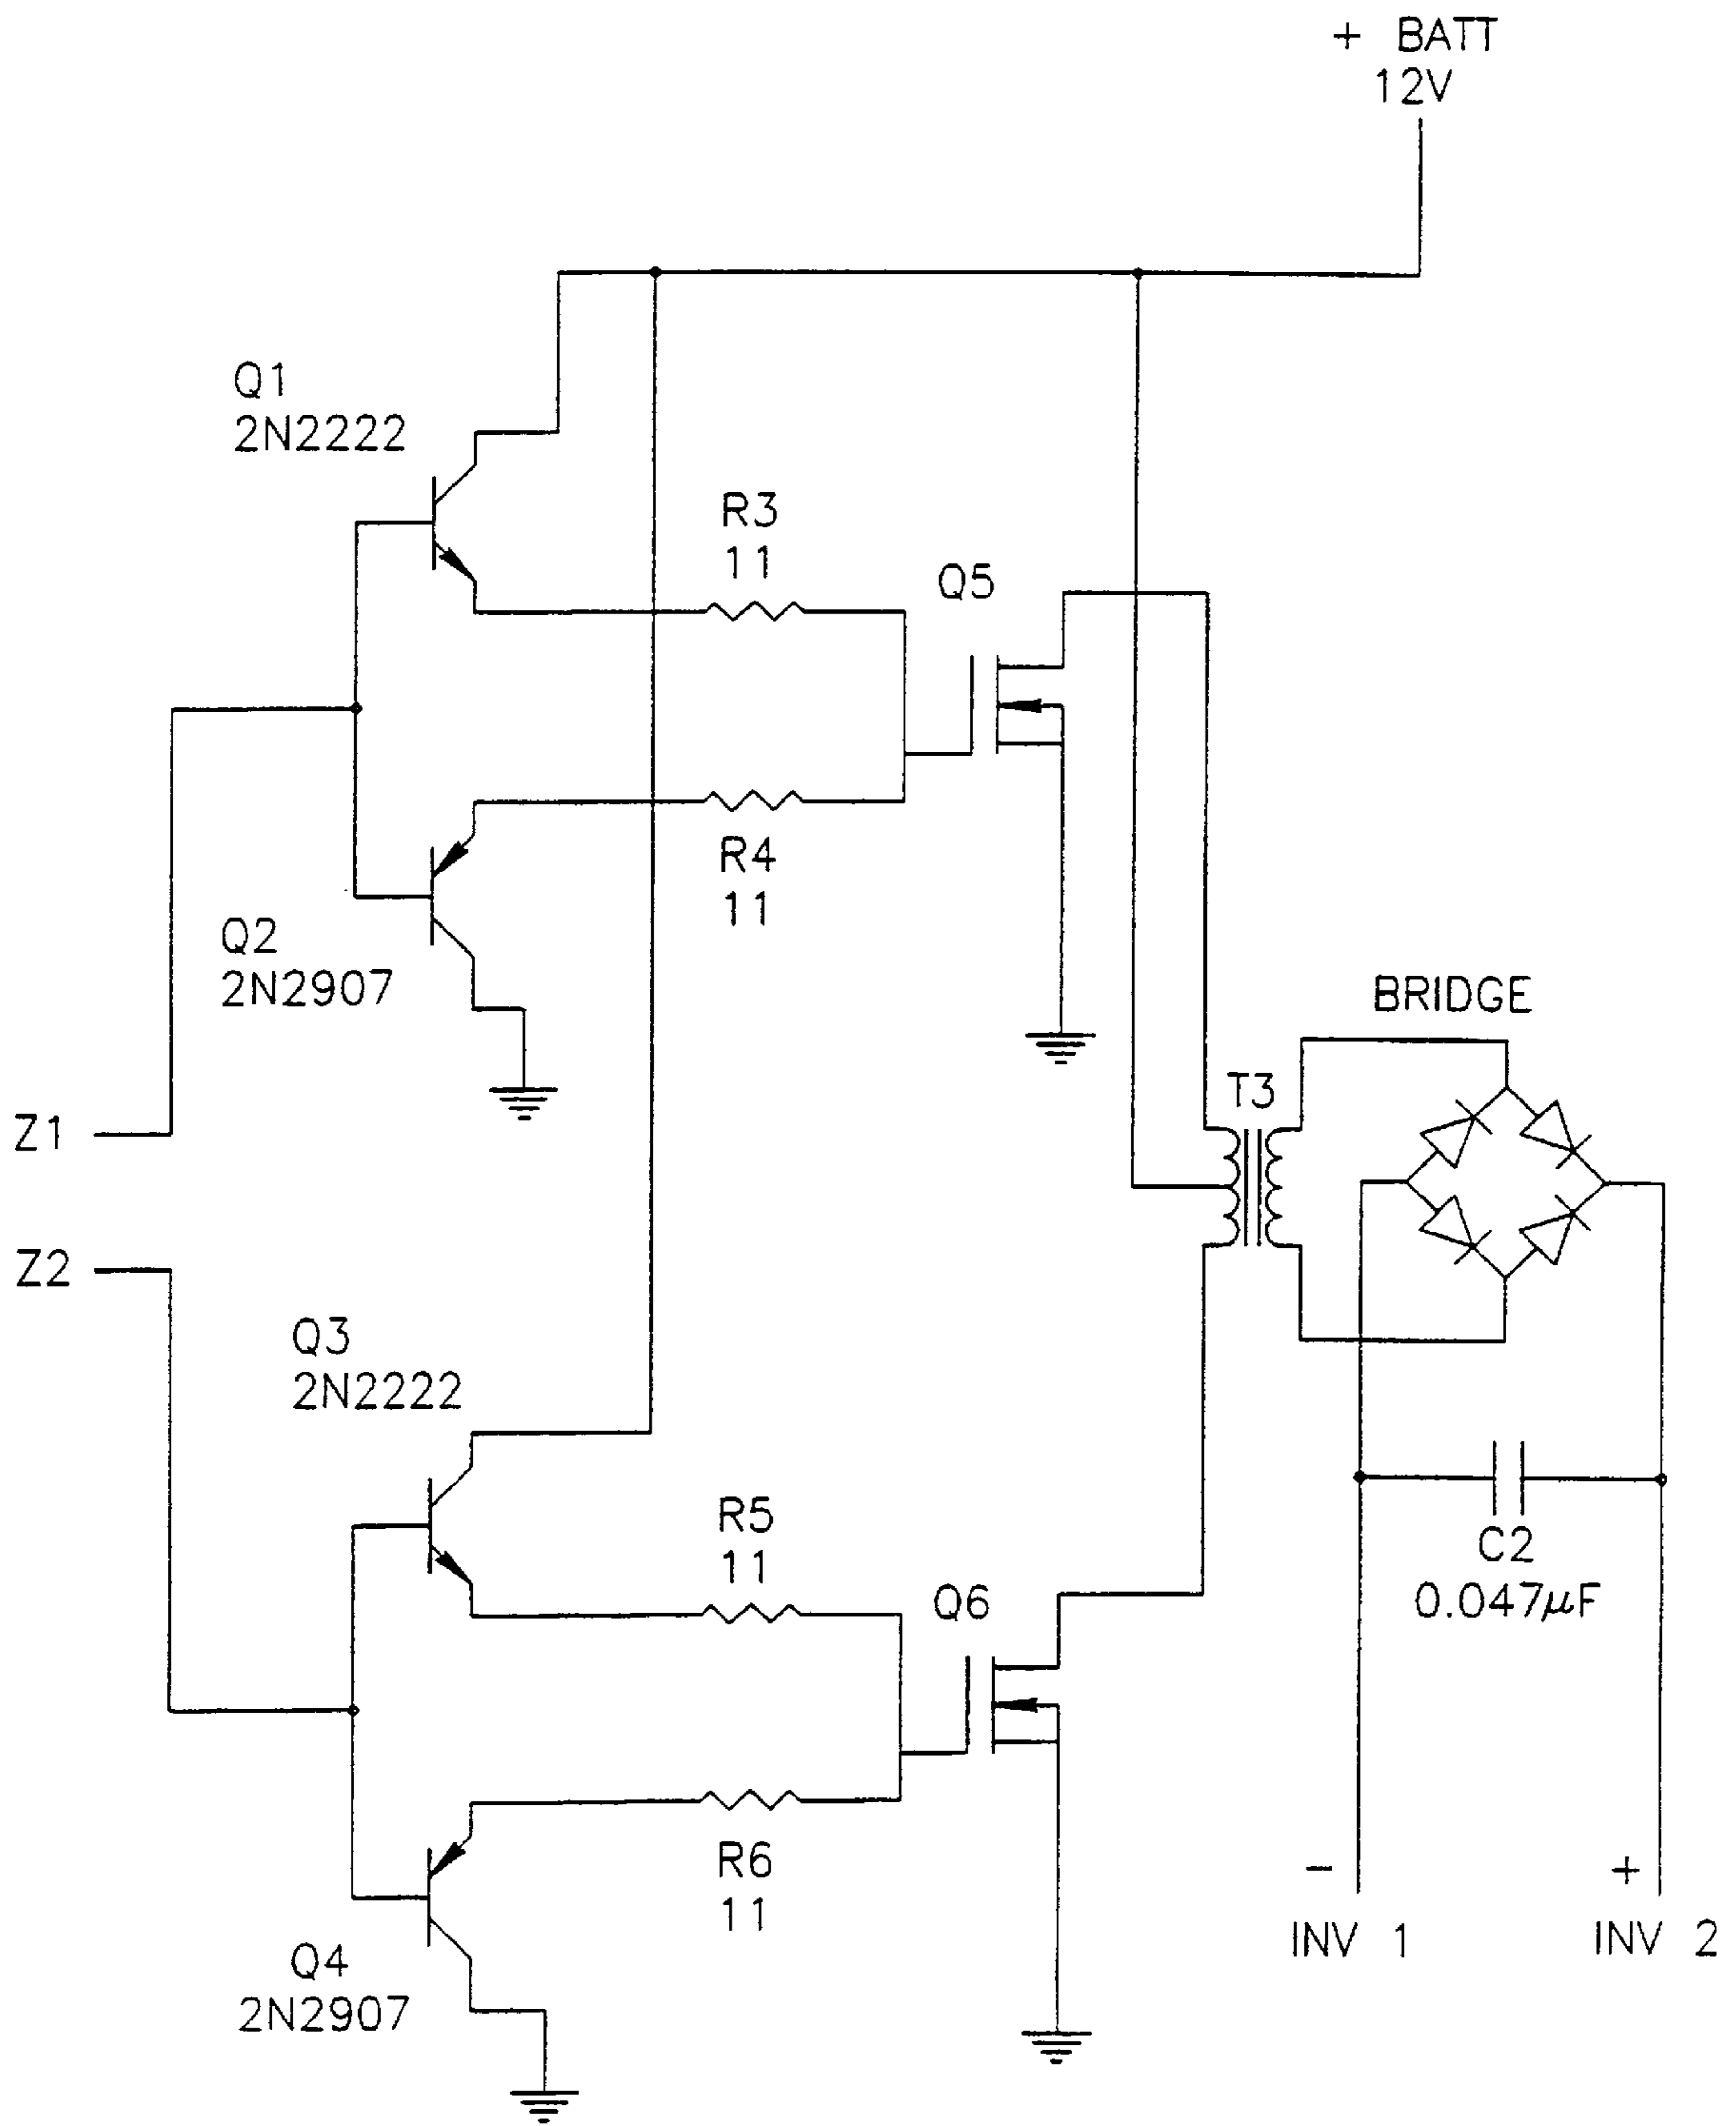 + BATT
12V
Q1
2N2222
R3
11
Q5
R4
11
Q2
2N2907
BRIDGE
T3
Z1
Z2
Q3
2N2222
R5
11
C2
0.047μF
Q6
R6
11
Q4
2N2907
- +
INV 1 INV 2